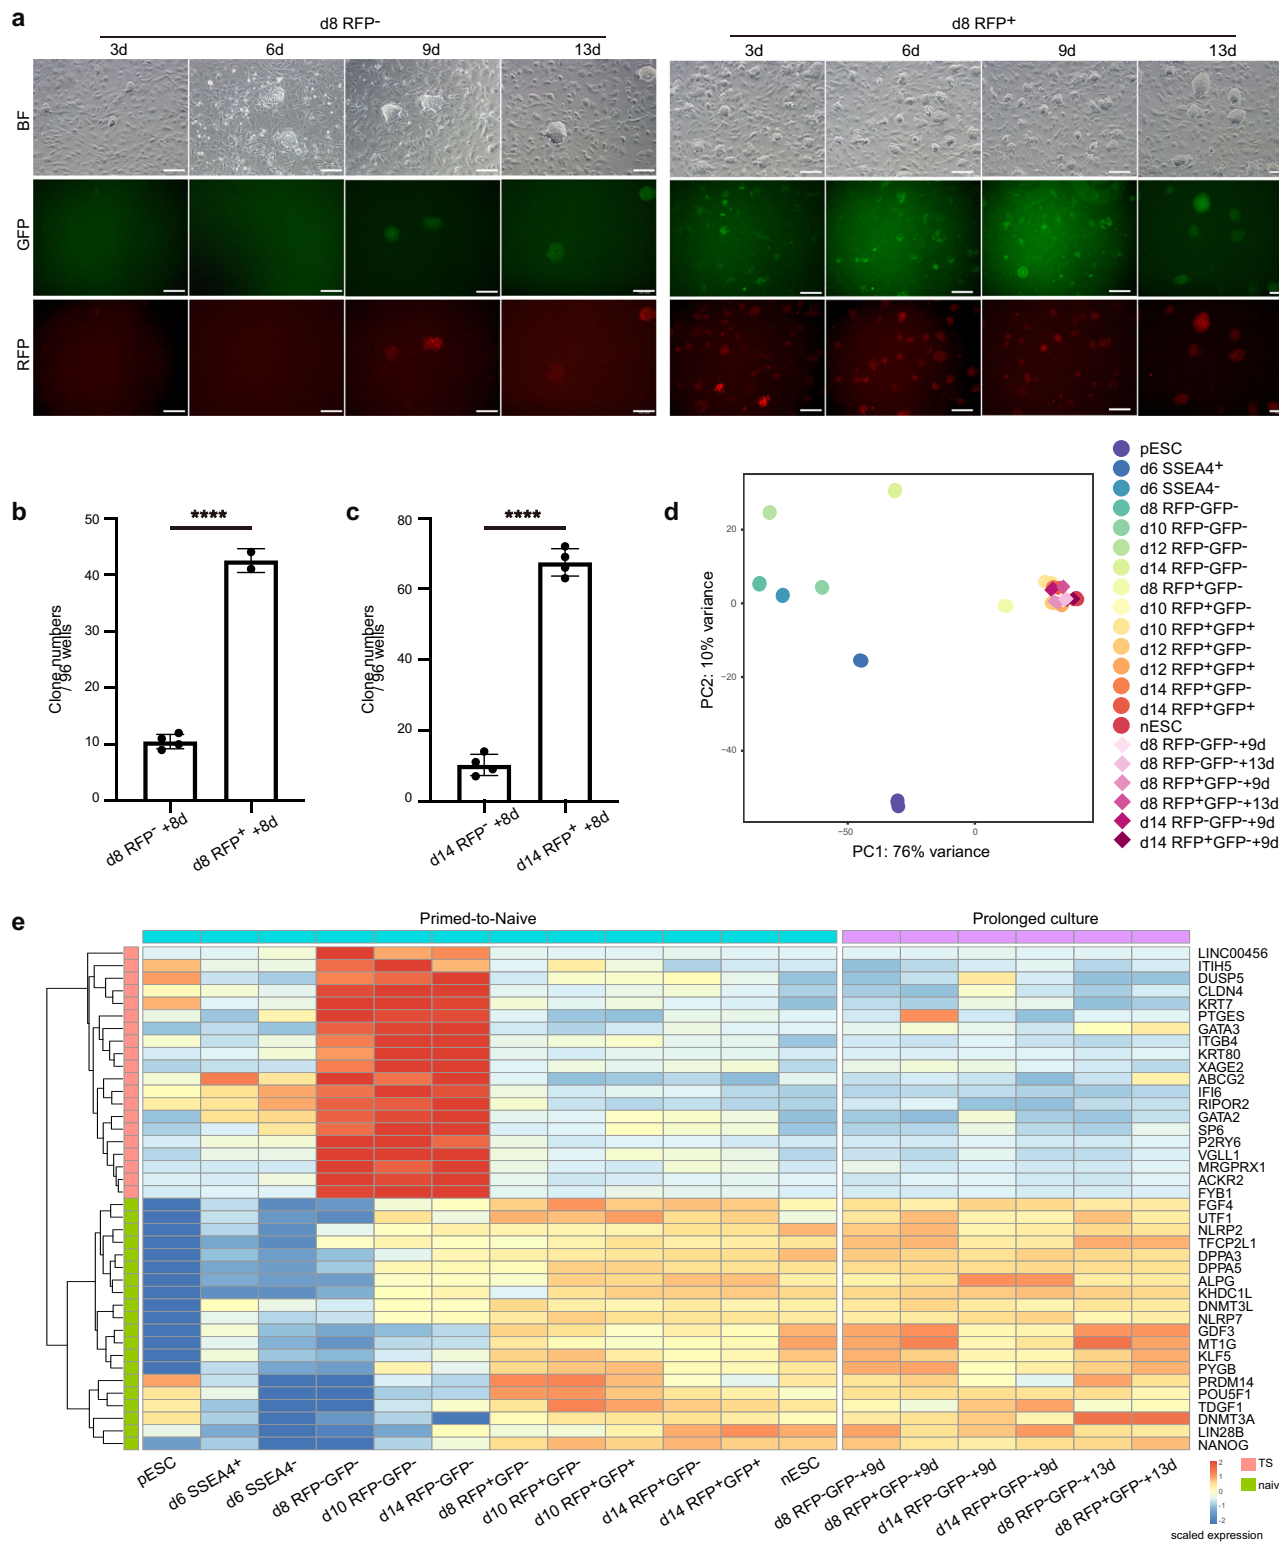 a
d8 RFP-
d8 RFP+
3d 6d 9d 13d
3d 6d 9d 13d
BF
GFP
RFP
b
Clone numbers
/ 96 wells
50
40
30
20
10
0
****
d8 RFP- +8d
d8 RFP+ +8d
c
Clone numbers
/ 96 wells
80
60
40
20
0
****
d14 RFP- +8d
d14 RFP+ +8d
d
PC2: 10% variance
20
0
−20
−40
−50
0
PC1: 76% variance
pESC
d6 SSEA4+
d6 SSEA4-
d8 RFP-GFP-
d10 RFP-GFP-
d12 RFP-GFP-
d14 RFP-GFP-
d8 RFP+GFP-
d10 RFP+GFP-
d10 RFP+GFP+
d12 RFP+GFP-
d12 RFP+GFP+
d14 RFP+GFP-
d14 RFP+GFP+
nESC
d8 RFP-GFP-+9d
d8 RFP-GFP-+13d
d8 RFP+GFP-+9d
d8 RFP+GFP-+13d
d14 RFP-GFP-+9d
d14 RFP+GFP-+9d
e
Primed-to-Naive
Prolonged culture
LINC00456
ITIH5
DUSP5
CLDN4
KRT7
PTGES
GATA3
ITGB4
KRT80
XAGE2
ABCG2
IFI6
RIPOR2
GATA2
SP6
P2RY6
VGLL1
MRGPRX1
ACKR2
FYB1
FGF4
UTF1
NLRP2
TFCP2L1
DPPA3
DPPA5
ALPG
KHDC1L
DNMT3L
NLRP7
GDF3
MT1G
KLF5
PYGB
PRDM14
POU5F1
TDGF1
DNMT3A
LIN28B
NANOG
pESC
d6 SSEA4+
d6 SSEA4-
d8 RFP-GFP-
d10 RFP-GFP-
d14 RFP-GFP-
d8 RFP+GFP-
d10 RFP+GFP-
d10 RFP+GFP+
d14 RFP+GFP-
d14 RFP+GFP+
nESC
d8 RFP-GFP-+9d
d8 RFP+GFP-+9d
d14 RFP-GFP-+9d
d14 RFP+GFP-+9d
d8 RFP-GFP-+13d
d8 RFP+GFP-+13d
2
1
0
-1
-2
scaled expression
TS
naiv